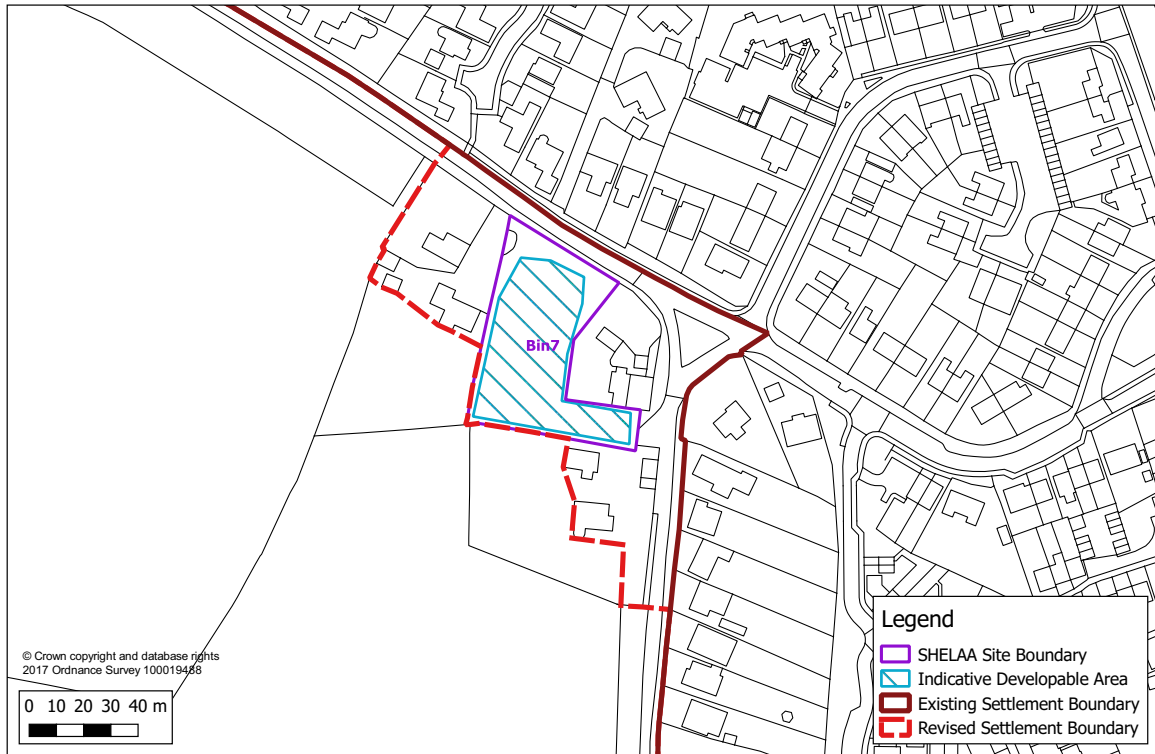 Bin7
Legend
SHELAA Site Boundary
Indicative Developable Area
Existing Settlement Boundary
Revised Settlement Boundary
© Crown copyright and database rights
2017 Ordnance Survey 100019488
0 10 20 30 40 m